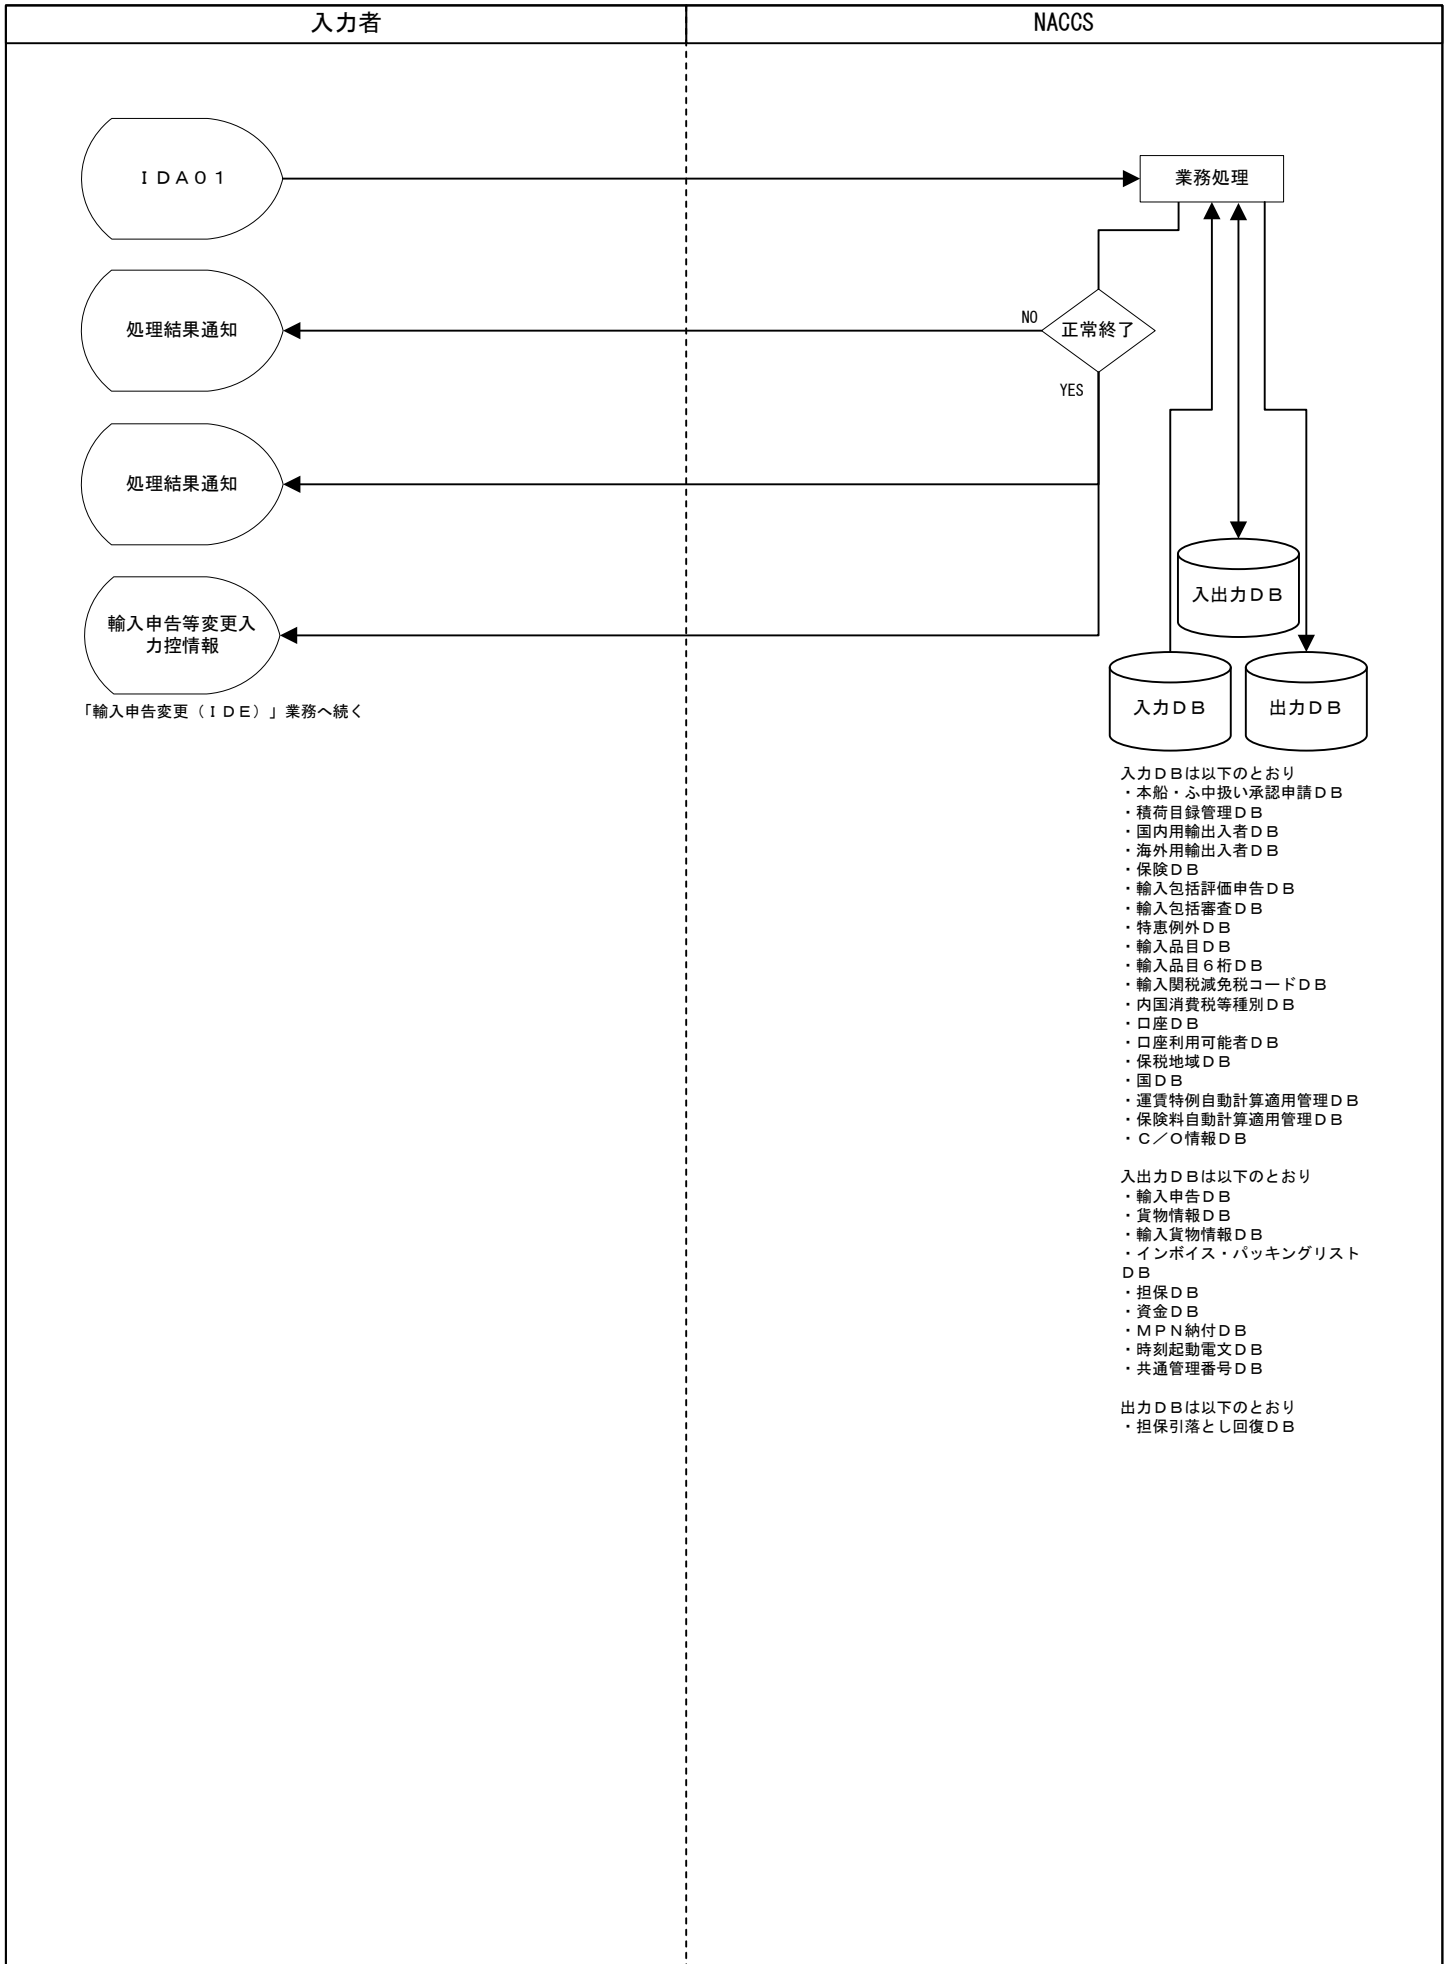 入力者
NACCS
ＩＤＡ０１
業務処理
処理結果通知
NO
正常終了
YES
処理結果通知
入出力ＤＢ
輸入申告等変更入
力控情報
入力ＤＢ
出力ＤＢ
「輸入申告変更（ＩＤＥ）」業務へ続く
入力ＤＢは以下のとおり
・本船・ふ中扱い承認申請ＤＢ
・積荷目録管理ＤＢ
・国内用輸出入者ＤＢ
・海外用輸出入者ＤＢ
・保険ＤＢ
・輸入包括評価申告ＤＢ
・輸入包括審査ＤＢ
・特恵例外ＤＢ
・輸入品目ＤＢ
・輸入品目６桁ＤＢ
・輸入関税減免税コードＤＢ
・内国消費税等種別ＤＢ
・口座ＤＢ
・口座利用可能者ＤＢ
・保税地域ＤＢ
・国ＤＢ
・運賃特例自動計算適用管理ＤＢ
・保険料自動計算適用管理ＤＢ
・Ｃ／Ｏ情報ＤＢ
入出力ＤＢは以下のとおり
・輸入申告ＤＢ
・貨物情報ＤＢ
・輸入貨物情報ＤＢ
・インボイス・パッキングリスト
ＤＢ
・担保ＤＢ
・資金ＤＢ
・ＭＰＮ納付ＤＢ
・時刻起動電文ＤＢ
・共通管理番号ＤＢ
出力ＤＢは以下のとおり
・担保引落とし回復ＤＢ